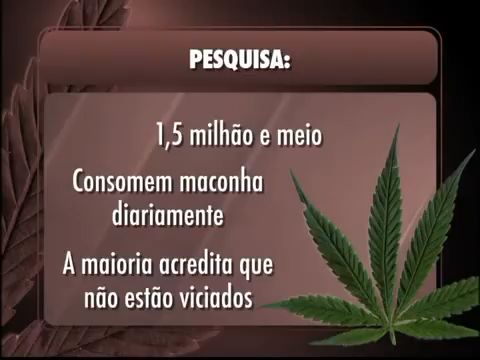 PESQUISA:
1,5 milhão e meio
Consomem maconha
diariamente
A maioria acredita que
não estão viciados